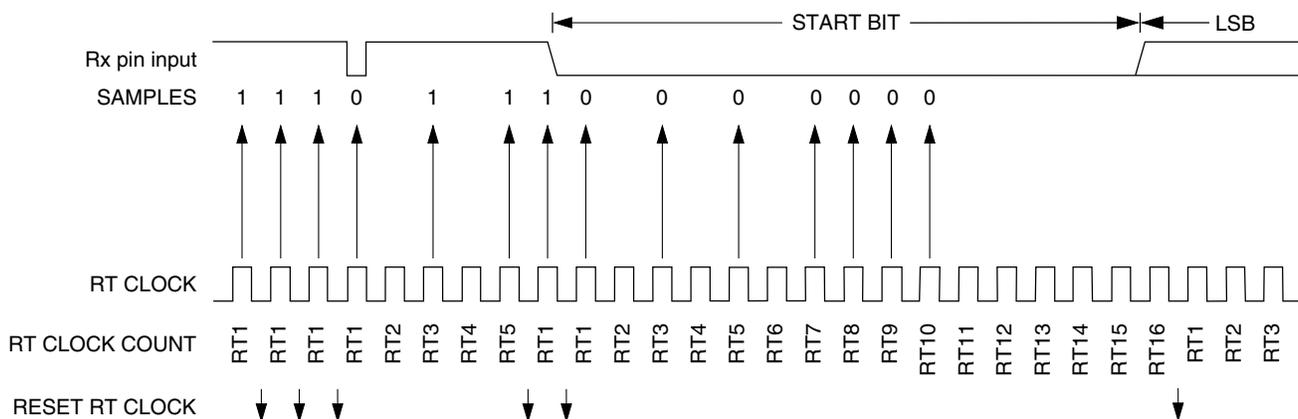 START BIT LSB
Rx pin input
SAMPLES 1 1 1 0 1 1 1 0 0 0 0 0 0 0
RT CLOCK
RT CLOCK COUNT RT1 RT1 RT1 RT1 RT2 RT3 RT4 RT5 RT1 RT1 RT2 RT3 RT4 RT5 RT6 RT7 RT8 RT9 RT10 RT11 RT12 RT13 RT14 RT15 RT16 RT1 RT2 RT3
RESET RT CLOCK